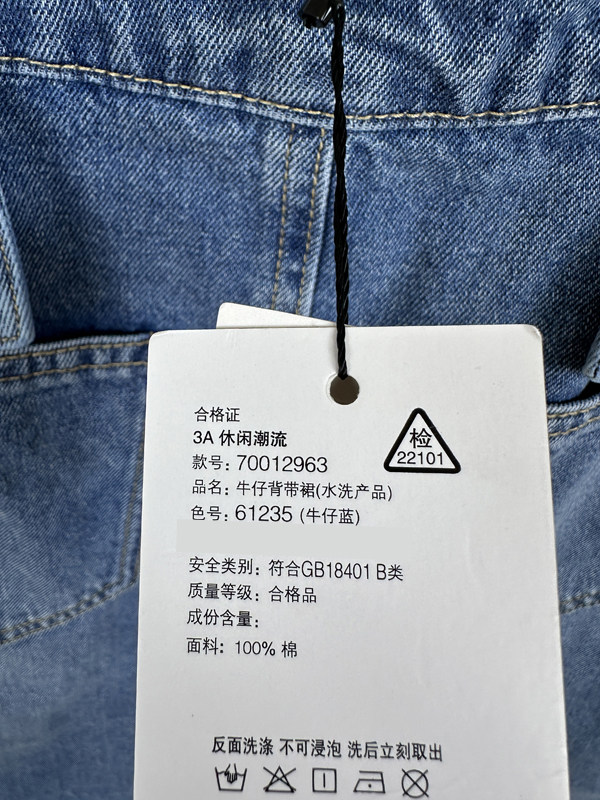 合格证
3A 休闲潮流
款号: 70012963
品名: 牛仔背带裙(水洗产品)
色号: 61235 (牛仔蓝)
检
22101
安全类别: 符合GB18401 B类
质量等级: 合格品
成份含量:
面料: 100% 棉
反面洗涤 不可浸泡 洗后立刻取出